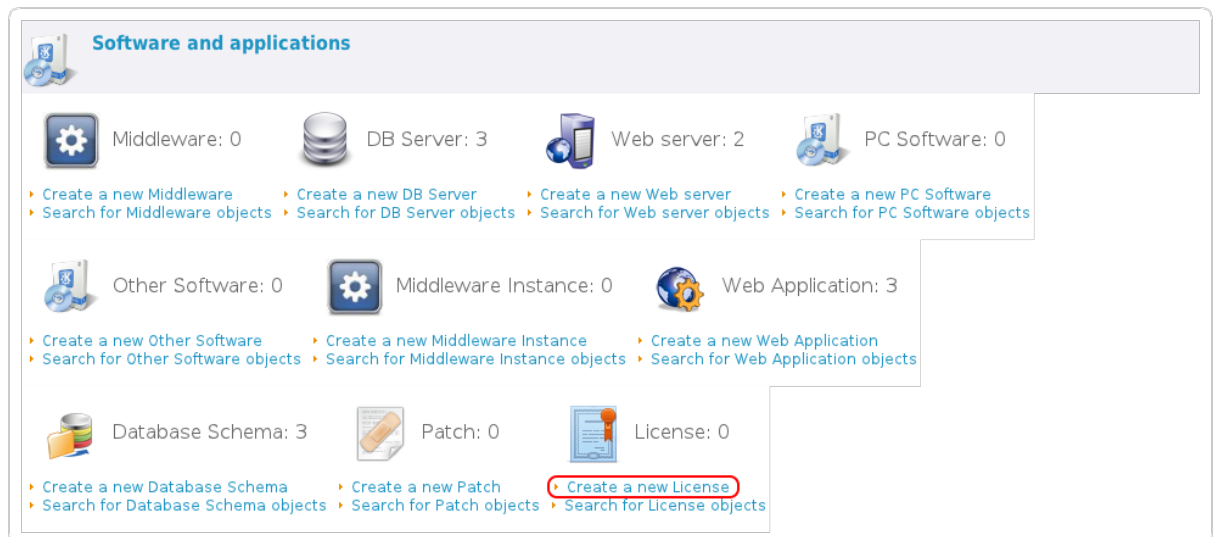 Software and applications
Middleware: 0 DB Server: 3 Web server: 2 PC Software: 0
Create a new Middleware Create a new DB Server Create a new Web server Create a new PC Software
Search for Middleware objects Search for DB Server objects Search for Web server objects Search for PC Software objects
Other Software: 0 Middleware Instance: 0 Web Application: 3
Create a new Other Software Create a new Middleware Instance Create a new Web Application
Search for Other Software objects Search for Middleware Instance objects Search for Web Application objects
Database Schema: 3 Patch: 0 License: 0
Create a new Database Schema Create a new Patch Create a new License
Search for Database Schema objects Search for Patch objects Search for License objects